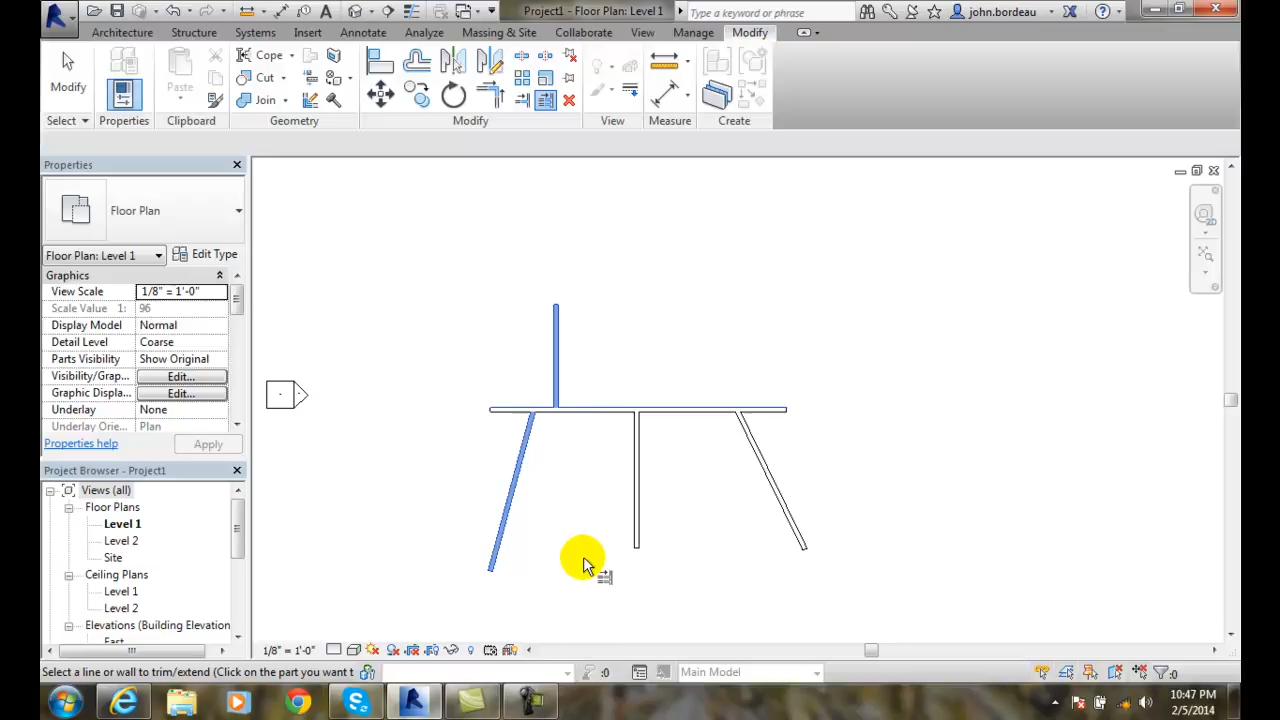 Project1 - Floor Plan: Level 1
Type a keyword or phrase
john.bordeau
Architecture
Structure
Systems
Insert
Annotate
Analyze
Massing & Site
Collaborate
View
Manage
Modify
Modify
Select
Properties
Paste
Clipboard
Cope
Cut
Join
Geometry
Modify
View
Measure
Create
Properties
Floor Plan
Floor Plan: Level 1
Edit Type
Graphics
View Scale
1/8" = 1'-0"
Scale Value 1:
96
Display Model
Normal
Detail Level
Coarse
Parts Visibility
Show Original
Visibility/Grap...
Edit...
Graphic Displa...
Edit...
Underlay
None
Underlay Orie...
Plan
Properties help
Apply
Project Browser - Project1
Views (all)
Floor Plans
Level 1
Level 2
Site
Ceiling Plans
Level 1
Level 2
Elevations (Building Elevation
East
2D
1/8" = 1'-0"
Select a line or wall to trim/extend (Click on the part you want t
:0
Main Model
:0
10:47 PM
2/5/2014